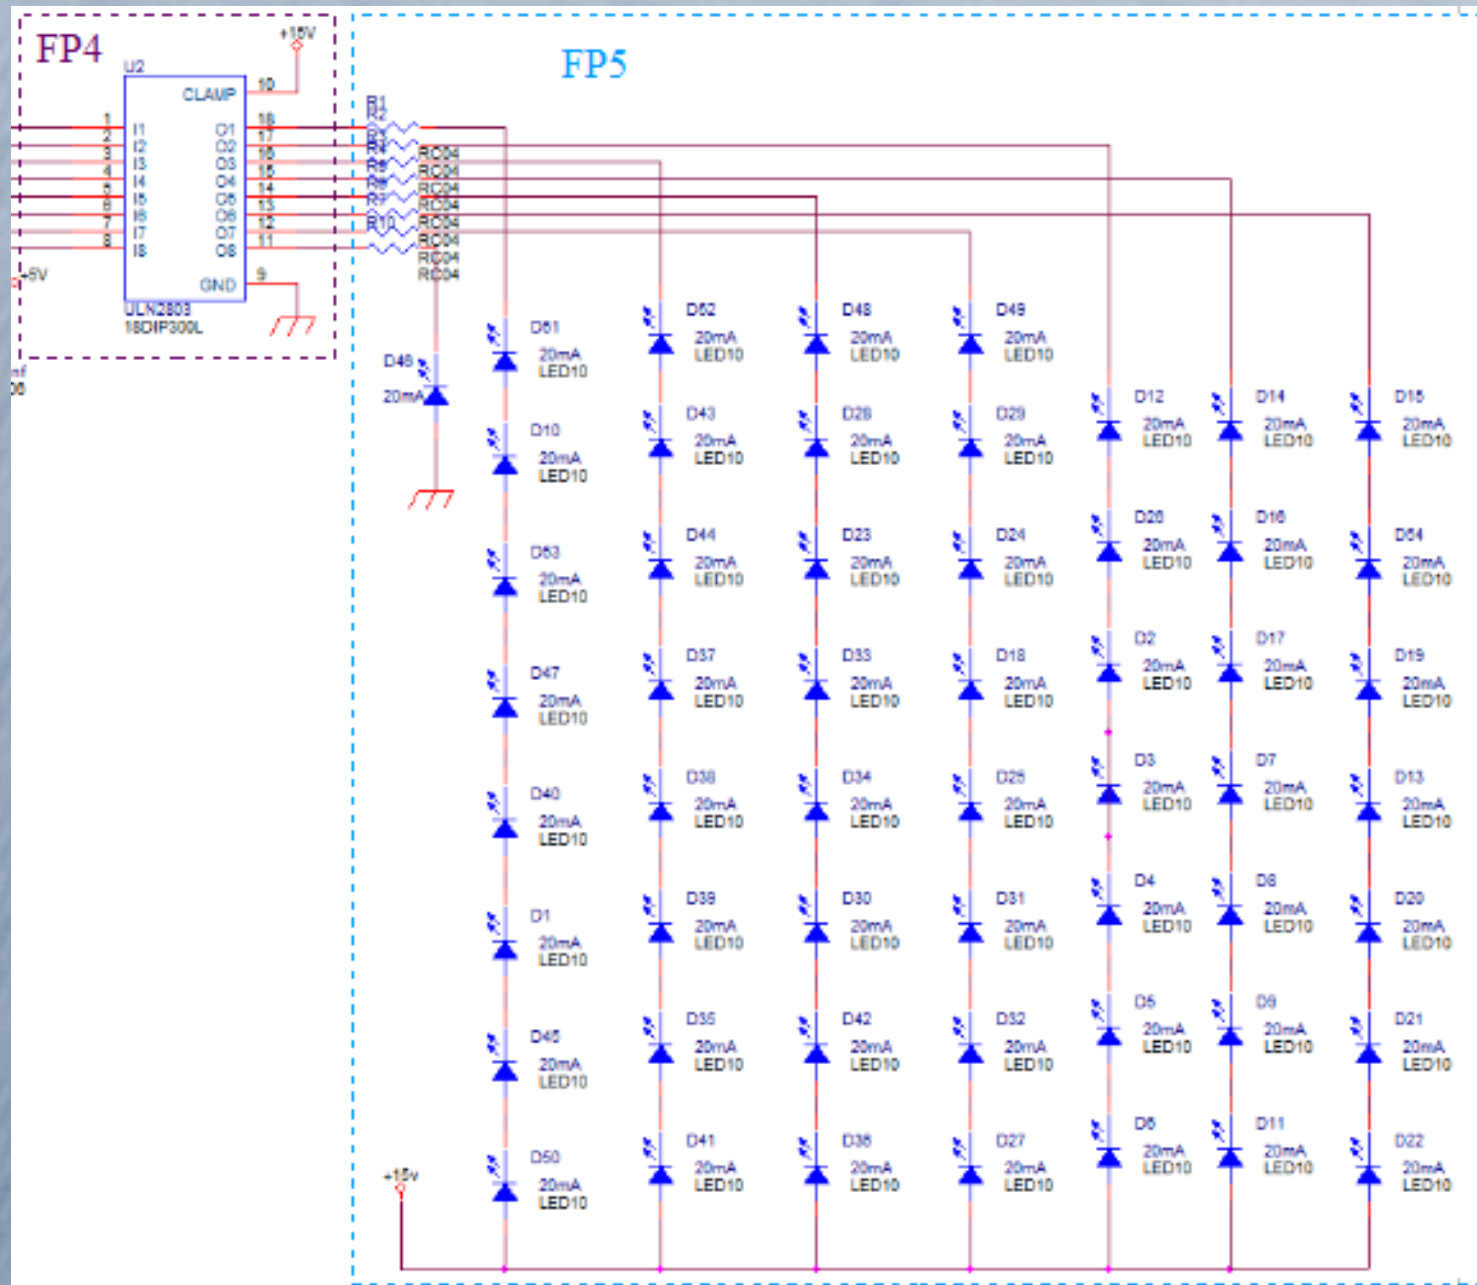 FP4
+15V
U2
CLAMP
10
1 I1 O1 18
2 I2 O2 17
3 I3 O3 16
4 I4 O4 15
5 I5 O5 14
6 I6 O6 13
7 I7 O7 12
8 I8 O8 11
GND
9
+5V
ULN2803
18DIP300L
FP5
R1
R2
R10
RC04
RC04
RC04
RC04
RC04
RC04
RC04
RC04
D46
20mA
D51
20mA
LED10
D10
20mA
LED10
D53
20mA
LED10
D47
20mA
LED10
D40
20mA
LED10
D1
20mA
LED10
D45
20mA
LED10
D50
20mA
LED10
D52
20mA
LED10
D43
20mA
LED10
D44
20mA
LED10
D37
20mA
LED10
D38
20mA
LED10
D39
20mA
LED10
D35
20mA
LED10
D41
20mA
LED10
D48
20mA
LED10
D28
20mA
LED10
D23
20mA
LED10
D33
20mA
LED10
D34
20mA
LED10
D30
20mA
LED10
D42
20mA
LED10
D36
20mA
LED10
D49
20mA
LED10
D29
20mA
LED10
D24
20mA
LED10
D18
20mA
LED10
D25
20mA
LED10
D31
20mA
LED10
D32
20mA
LED10
D27
20mA
LED10
D12
20mA
LED10
D26
20mA
LED10
D2
20mA
LED10
D3
20mA
LED10
D4
20mA
LED10
D5
20mA
LED10
D6
20mA
LED10
D14
20mA
LED10
D16
20mA
LED10
D17
20mA
LED10
D7
20mA
LED10
D8
20mA
LED10
D9
20mA
LED10
D11
20mA
LED10
D15
20mA
LED10
D54
20mA
LED10
D19
20mA
LED10
D13
20mA
LED10
D20
20mA
LED10
D21
20mA
LED10
D22
20mA
LED10
+15v